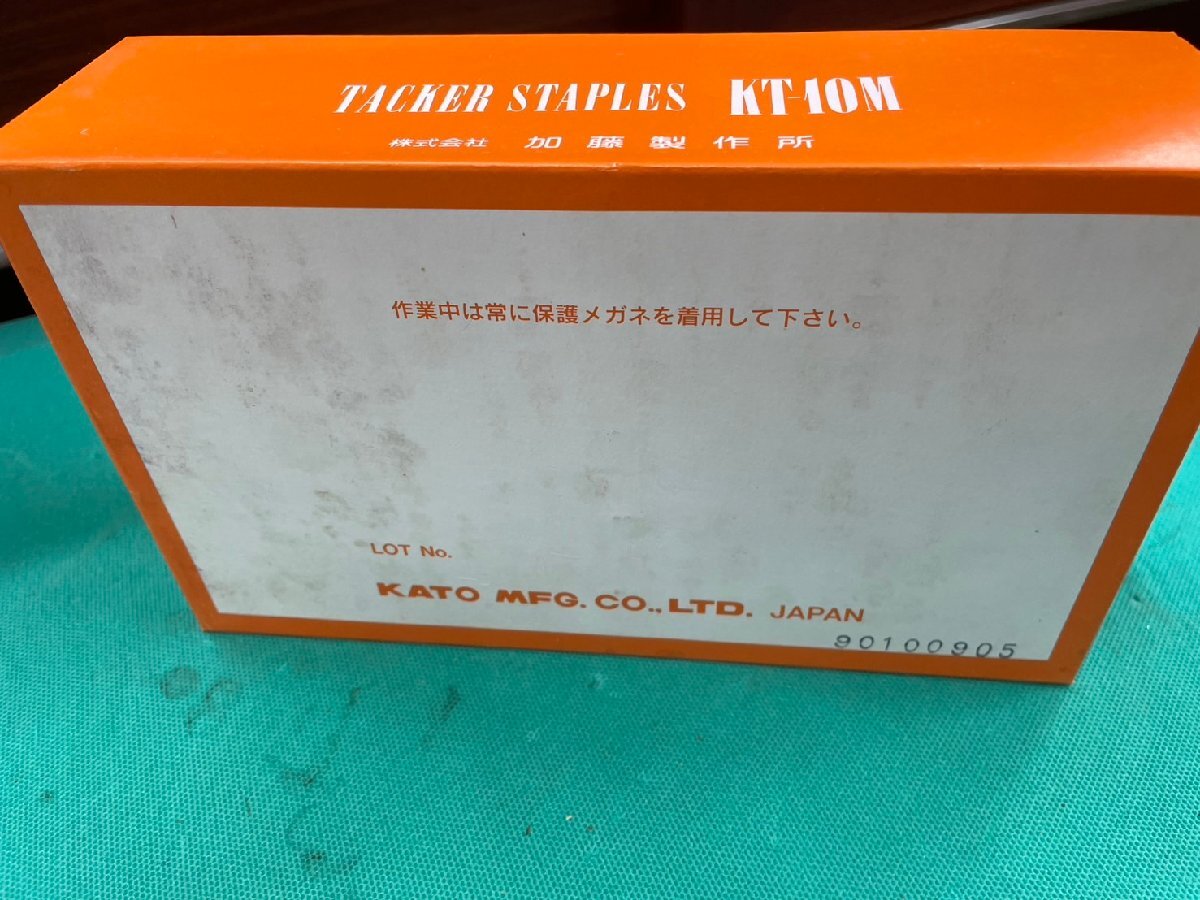 TACKER STAPLES KT-10M
株式会社 加藤製作所
作業中は常に保護メガネを着用して下さい。
LOT No.
KATO MFG. CO., LTD. JAPAN
90100905